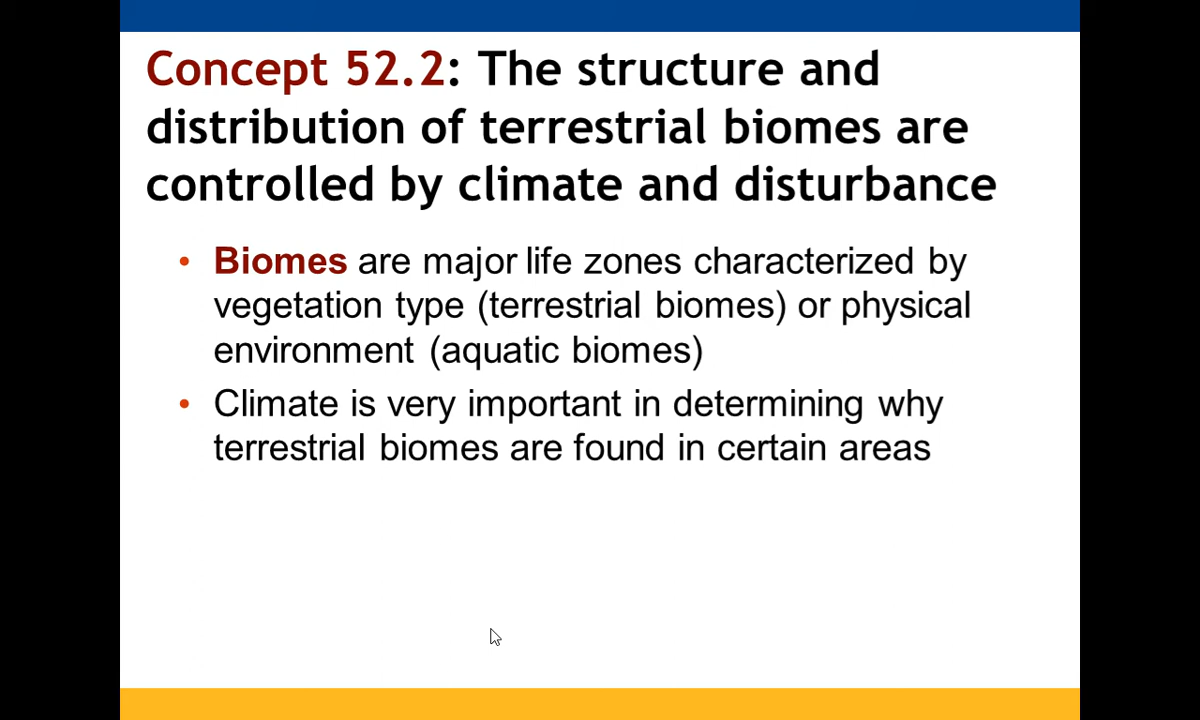 Concept 52.2: The structure and
distribution of terrestrial biomes are
controlled by climate and disturbance
• Biomes are major life zones characterized by
vegetation type (terrestrial biomes) or physical
environment (aquatic biomes)
• Climate is very important in determining why
terrestrial biomes are found in certain areas